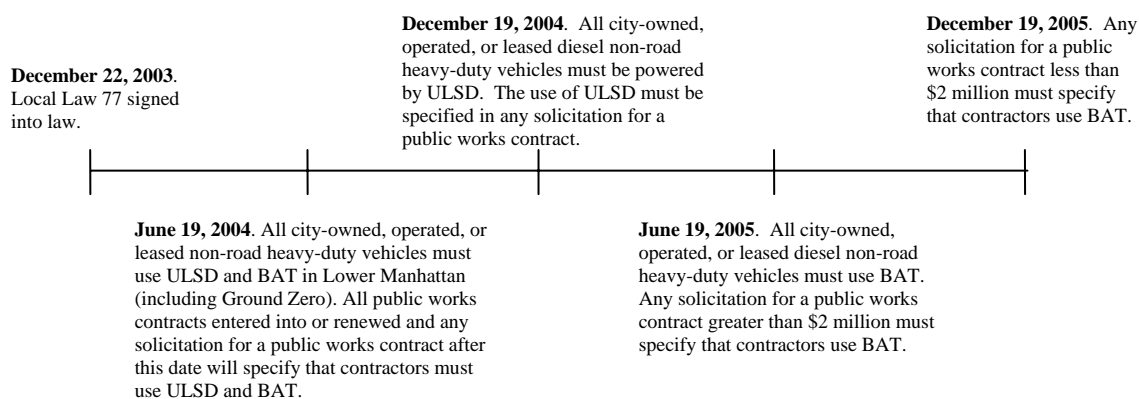 December 22, 2003.
Local Law 77 signed
into law.
December 19, 2004. All city-owned,
operated, or leased diesel non-road
heavy-duty vehicles must be powered
by ULSD. The use of ULSD must be
specified in any solicitation for a
public works contract.
December 19, 2005. Any
solicitation for a public
works contract less than
$2 million must specify
that contractors use BAT.
June 19, 2004. All city-owned, operated, or
leased non-road heavy-duty vehicles must
use ULSD and BAT in Lower Manhattan
(including Ground Zero). All public works
contracts entered into or renewed and any
solicitation for a public works contract after
this date will specify that contractors must
use ULSD and BAT.
June 19, 2005. All city-owned,
operated, or leased diesel non-road
heavy-duty vehicles must use BAT.
Any solicitation for a public works
contract greater than $2 million must
specify that contractors use BAT.